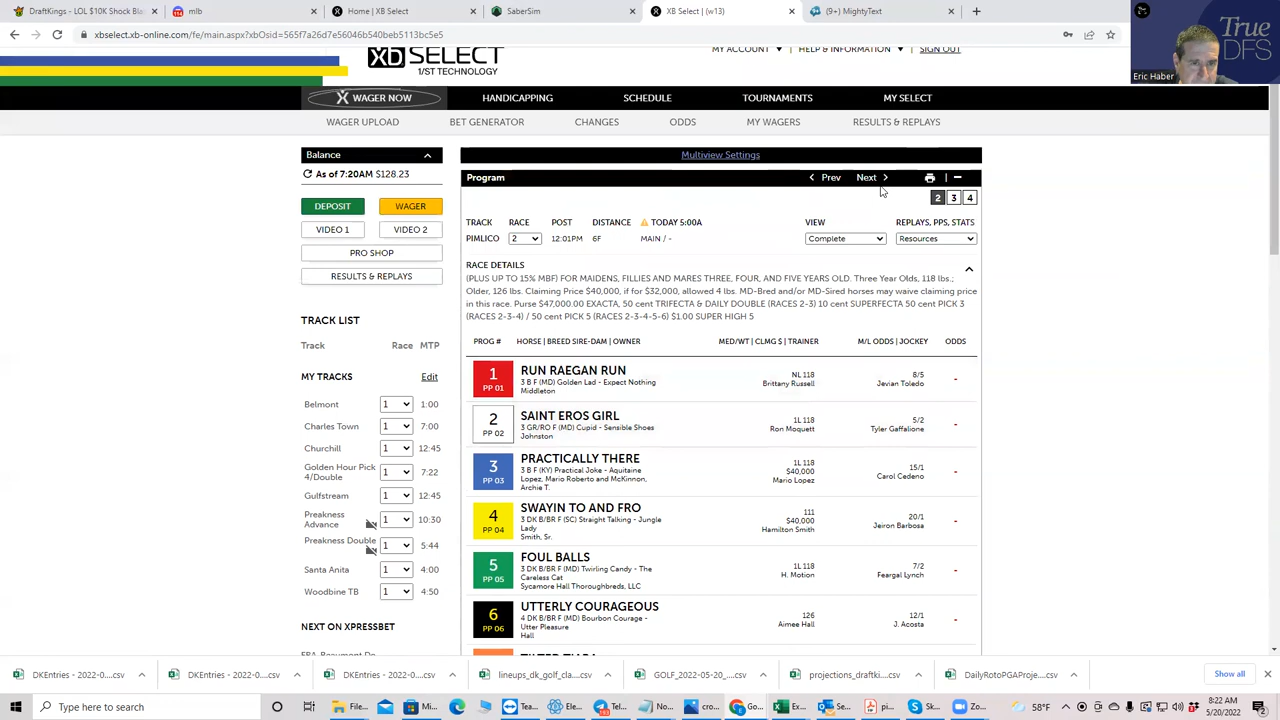 DraftKings - LOL $10K Shock Bla
mlb
Home | XB Select
SaberSim
XB Select | (w13)
(9+) MightyText
xbselect.xb-online.com/fe/main.aspx?xbOsid=565f7a26d7e56046b540beb5113bc5e5
True
DFS
Eric Haber
SELECT
1/ST TECHNOLOGY
MY ACCOUNT
HELP & INFORMATION
SIGN OUT
X WAGER NOW
HANDICAPPING
SCHEDULE
TOURNAMENTS
MY SELECT
WAGER UPLOAD
BET GENERATOR
CHANGES
ODDS
MY WAGERS
RESULTS & REPLAYS
Balance
As of 7:20AM $128.23
DEPOSIT
WAGER
VIDEO 1
VIDEO 2
PRO SHOP
RESULTS & REPLAYS
TRACK LIST
Track Race MTP
MY TRACKS Edit
Belmont 1 1:00
Charles Town 1 7:00
Churchill 1 12:45
Golden Hour Pick
4/Double 1 7:22
Gulfstream 1 12:45
Preakness
Advance 1 10:30
Preakness Double 1 5:44
Santa Anita 1 4:00
Woodbine TB 1 4:50
NEXT ON XPRESSBET
Multiview Settings
Program
Prev Next
2 3 4
TRACK RACE POST DISTANCE TODAY 5:00A VIEW REPLAYS, PPS, STATS
PIMLICO 2 12:01PM 6F MAIN / - Complete Resources
RACE DETAILS
(PLUS UP TO 15% MBF) FOR MAIDENS, FILLIES AND MARES THREE, FOUR, AND FIVE YEARS OLD. Three Year Olds, 118 lbs.;
Older, 126 lbs. Claiming Price $40,000, if for $32,000, allowed 4 lbs. MD-Bred and/or MD-Sired horses may waive claiming price
in this race. Purse $47,000.00 EXACTA, 50 cent TRIFECTA & DAILY DOUBLE (RACES 2-3) 10 cent SUPERFECTA 50 cent PICK 3
(RACES 2-3-4) / 50 cent PICK 5 (RACES 2-3-4-5-6) $1.00 SUPER HIGH 5
PROG # HORSE | BREED SIRE-DAM | OWNER MED/WT | CLMG $ | TRAINER M/L ODDS | JOCKEY ODDS
1
PP 01
RUN RAEGAN RUN
3 B F (MD) Golden Lad - Expect Nothing
Middleton
NL 118
Brittany Russell
8/5
Jevian Toledo
-
2
PP 02
SAINT EROS GIRL
3 GR/RO F (MD) Cupid - Sensible Shoes
Johnston
1L 118
Ron Moquett
5/2
Tyler Gaffalione
-
3
PP 03
PRACTICALLY THERE
3 B F (KY) Practical Joke - Aquitaine
Lopez, Mario Roberto and McKinnon,
Archie T.
1L 118
$40,000
Mario Lopez
15/1
Carol Cedeno
-
4
PP 04
SWAYIN TO AND FRO
3 DK B/BR F (SC) Straight Talking - Jungle
Lady
Smith, Sr.
111
$40,000
Hamilton Smith
20/1
Jeiron Barbosa
-
5
PP 05
FOUL BALLS
3 DK B/BR F (MD) Twirling Candy - The
Careless Cat
Sycamore Hall Thoroughbreds, LLC
1L 118
H. Motion
7/2
Feargal Lynch
-
6
PP 06
UTTERLY COURAGEOUS
4 DK B/BR F (MD) Bourbon Courage -
Utter Pleasure
Hall
126
Aimee Hall
12/1
J. Acosta
-
DKEntries - 2022-0....csv
DKEntries - 2022-0....csv
DKEntries - 2022-0....csv
lineups_dk_golf_cla....csv
GOLF_2022-05-20_....csv
projections_draftki....csv
DailyRotoPGAProje....csv
Show all
Type here to search
File...
Mail...
Tea...
Elec...
Tel...
No...
cro...
Go...
Exc...
Se...
pi...
Sk...
Zo...
58°F
8:22 AM
5/20/2022